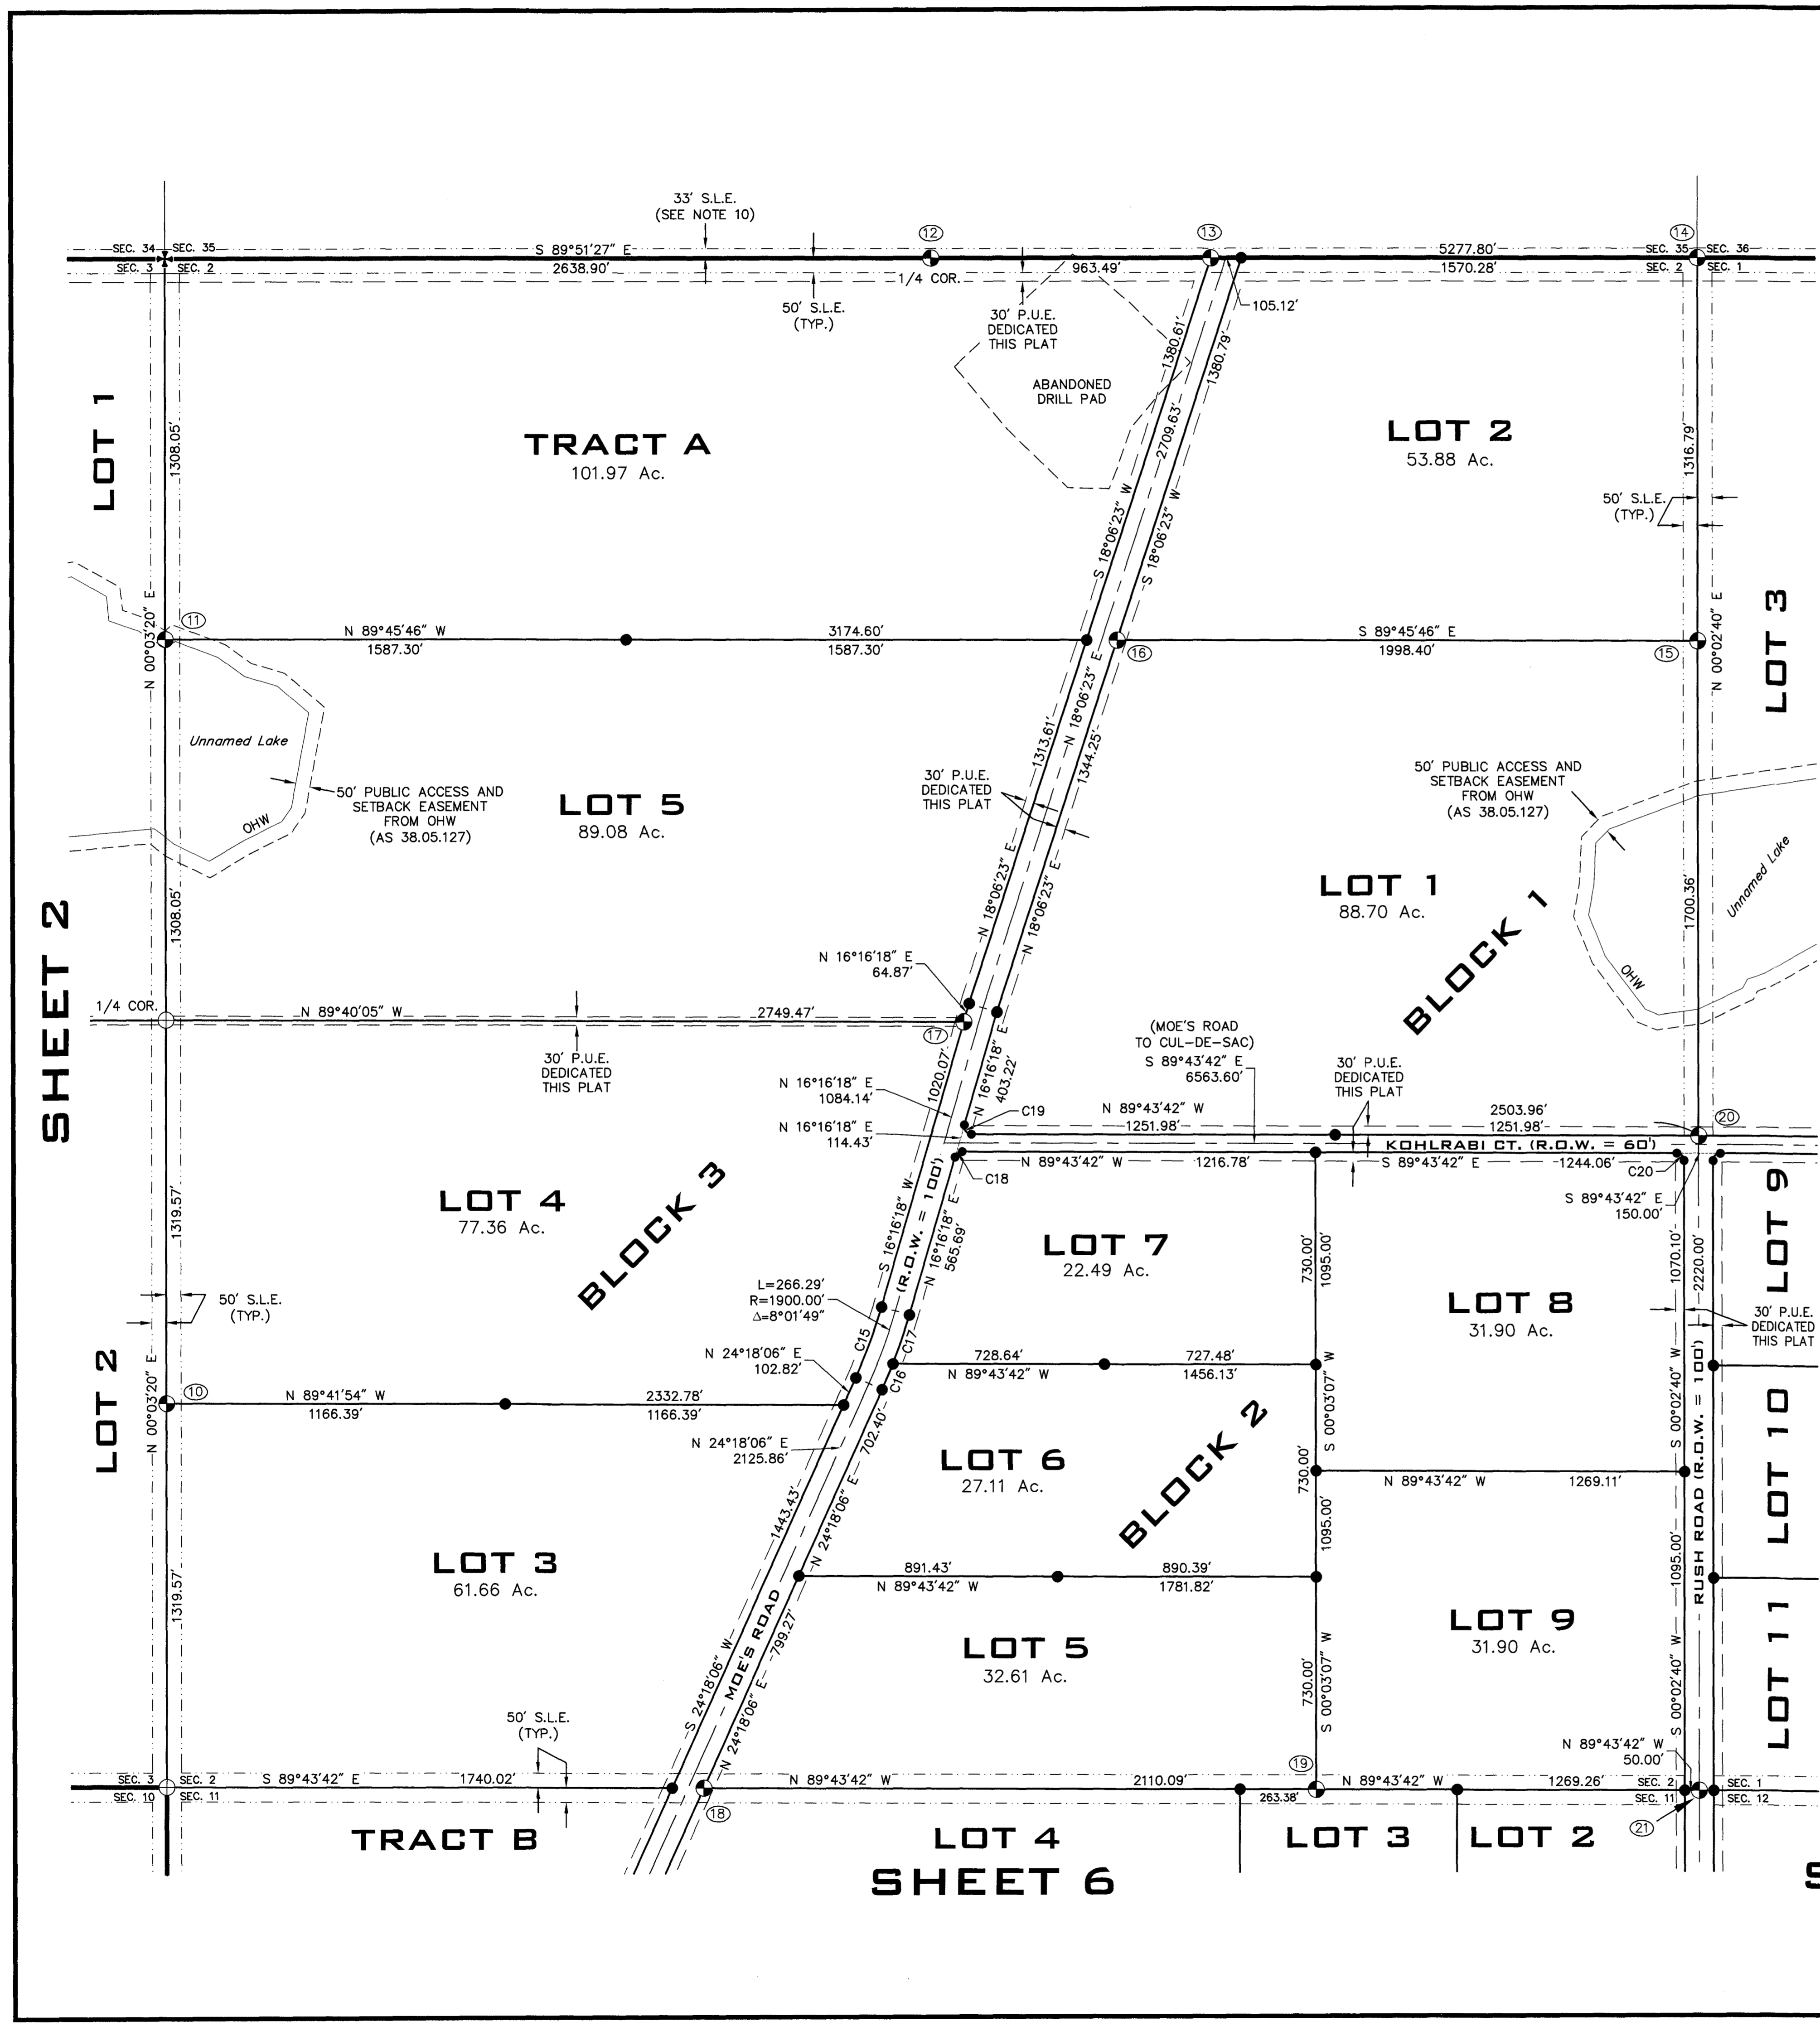 33' S.L.E.
(SEE NOTE 10)
SEC. 34
SEC. 35
SEC. 3
SEC. 2
S 89°51'27" E
2638.90'
12
1/4 COR.
963.49'
13
5277.80'
1570.28'
14
SEC. 35
SEC. 36
SEC. 2
SEC. 1
105.12'
50' S.L.E.
(TYP.)
30' P.U.E.
DEDICATED
THIS PLAT
ABANDONED
DRILL PAD
LOT 1
1308.05'
N 00°03'20" E
TRACT A
101.97 Ac.
1380.61'
S 18°06'23" W
2709.63'
N 18°06'23" E
1380.79'
S 18°06'23" W
LOT 2
53.88 Ac.
1316.79'
50' S.L.E.
(TYP.)
N 00°02'40" E
LOT 3
11
N 89°45'46" W
1587.30'
3174.60'
1587.30'
16
S 89°45'46" E
1998.40'
15
Unnamed Lake
OHW
50' PUBLIC ACCESS AND
SETBACK EASEMENT
FROM OHW
(AS 38.05.127)
LOT 5
89.08 Ac.
1308.05'
30' P.U.E.
DEDICATED
THIS PLAT
1313.61'
N 18°06'23" E
1344.25'
N 18°06'23" E
50' PUBLIC ACCESS AND
SETBACK EASEMENT
FROM OHW
(AS 38.05.127)
LOT 1
88.70 Ac.
BLOCK 1
1700.36'
Unnamed Lake
OHW
SHEET 2
N 16°16'18" E
64.87'
1/4 COR.
N 89°40'05" W
2749.47'
17
30' P.U.E.
DEDICATED
THIS PLAT
1020.07'
S 16°16'18" W
N 16°16'18" E
1084.14'
N 16°16'18" E
114.43'
N 16°16'18" E
403.22'
C19
(MOE'S ROAD
TO CUL-DE-SAC)
S 89°43'42" E
6563.60'
30' P.U.E.
DEDICATED
THIS PLAT
N 89°43'42" W
1251.98'
2503.96'
1251.98'
20
KOHLRABI CT. (R.O.W. = 60')
C18
N 89°43'42" W
1216.78'
S 89°43'42" E
1244.06'
C20
S 89°43'42" E
150.00'
LOT 9
1319.57'
LOT 4
77.36 Ac.
BLOCK 3
(R.O.W. = 100')
N 16°16'18" E
565.69'
LOT 7
22.49 Ac.
730.00'
1095.00'
LOT 8
31.90 Ac.
1070.10'
2220.00'
30' P.U.E.
DEDICATED
THIS PLAT
50' S.L.E.
(TYP.)
L=266.29'
R=1900.00'
Δ=8°01'49"
C15
C17
C16
N 24°18'06" E
102.82'
728.64'
727.48'
N 89°43'42" W
1456.13'
S 00°03'07" W
S 00°02'40" W
LOT 2
N 00°03'20" E
10
N 89°41'54" W
1166.39'
2332.78'
1166.39'
N 24°18'06" E
2125.86'
702.40'
N 24°18'06" E
LOT 6
27.11 Ac.
BLOCK 2
730.00'
N 89°43'42" W
1269.11'
1095.00'
1095.00'
RUSH ROAD (R.O.W. = 100')
LOT 10
1443.43'
S 24°18'06" W
1319.57'
LOT 3
61.66 Ac.
891.43'
890.39'
N 89°43'42" W
1781.82'
MOE'S ROAD
799.27'
N 24°18'06" E
LOT 5
32.61 Ac.
730.00'
S 00°03'07" W
LOT 9
31.90 Ac.
S 00°02'40" W
LOT 11
50' S.L.E.
(TYP.)
N 89°43'42" W
50.00'
SEC. 3
SEC. 2
SEC. 10
SEC. 11
S 89°43'42" E
1740.02'
18
N 89°43'42" W
2110.09'
19
263.38'
N 89°43'42" W
1269.26'
SEC. 2
SEC. 1
SEC. 11
SEC. 12
21
TRACT B
LOT 4
LOT 3
LOT 2
SHEET 6
S